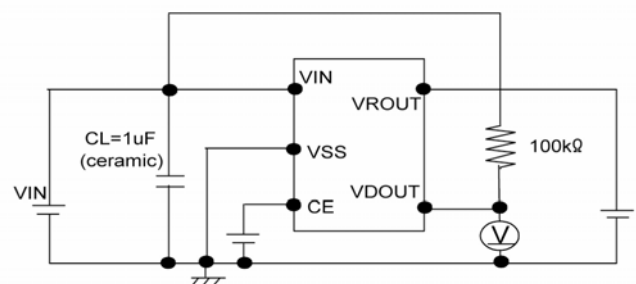 VIN
VROUT
CL=1uF
(ceramic)
VSS
100kΩ
VIN
VDOUT
CE
V